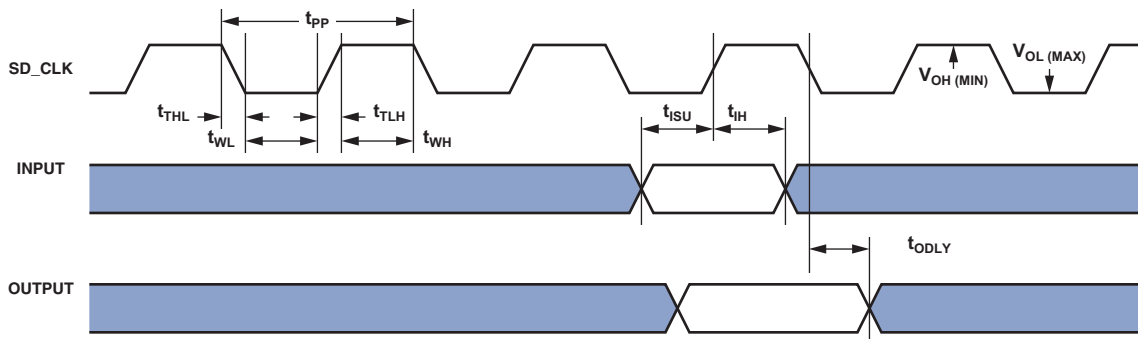 tPP
SD_CLK
VOH (MIN)
VOL (MAX)
tTHL
tTLH
tISU
tIH
tWL
tWH
INPUT
tODLY
OUTPUT